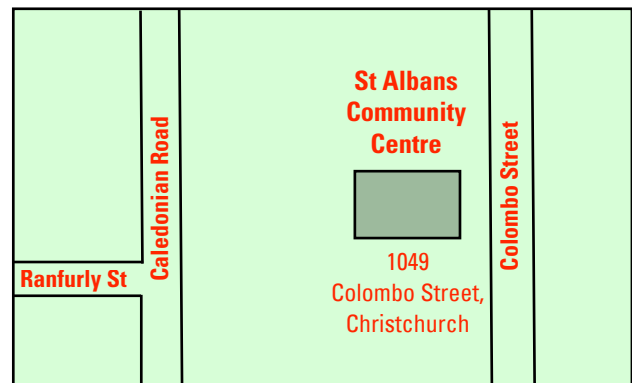 St Albans
Community
Centre
1049
Colombo Street,
Christchurch
Ranfurly St
Caledonian Road
Colombo Street